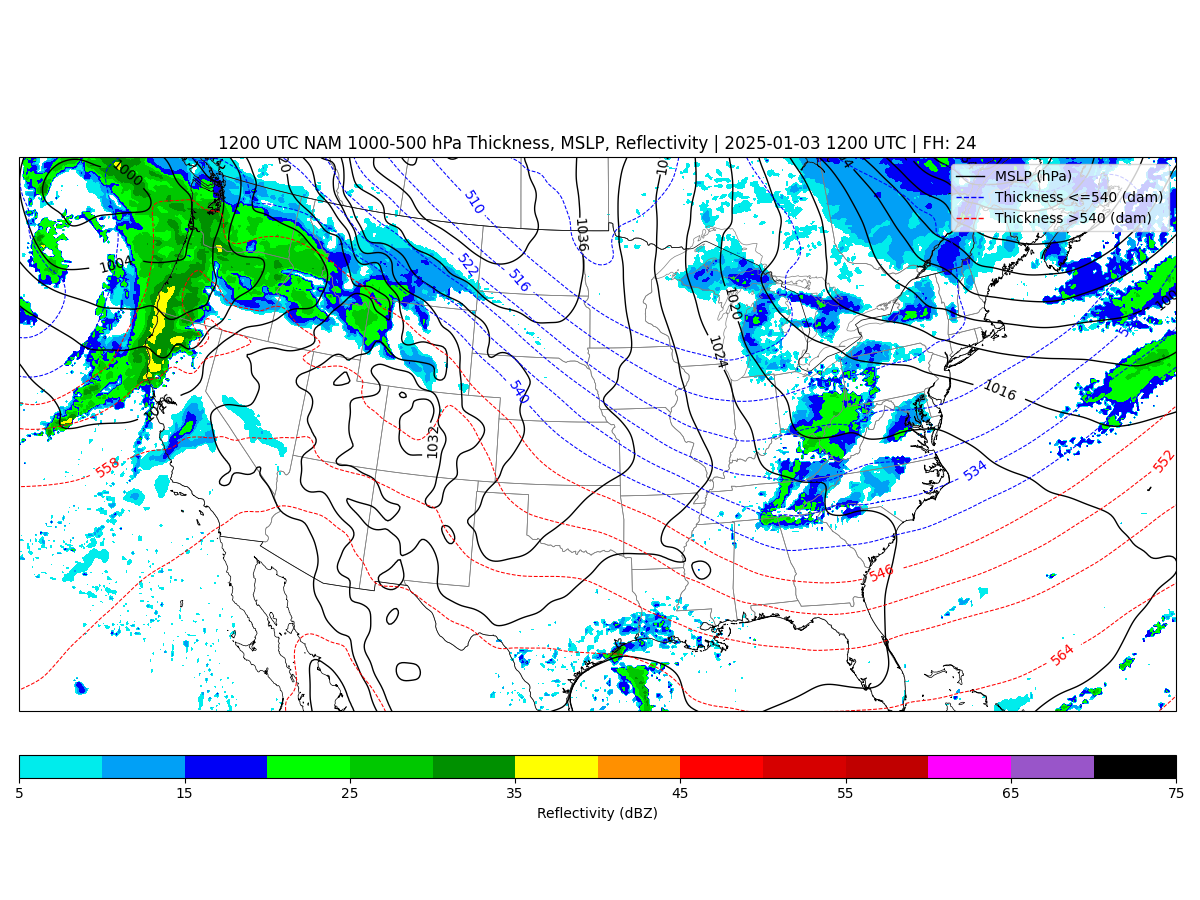 1200 UTC NAM 1000-500 hPa Thickness, MSLP, Reflectivity | 2025-01-03 1200 UTC | FH: 24
MSLP (hPa)
Thickness <=540 (dam)
Thickness >540 (dam)
1000
1004
510
1036
522
516
1020
1024
540
1016
1016
1032
558
534
552
546
564
5 15 25 35 45 55 65 75
Reflectivity (dBZ)